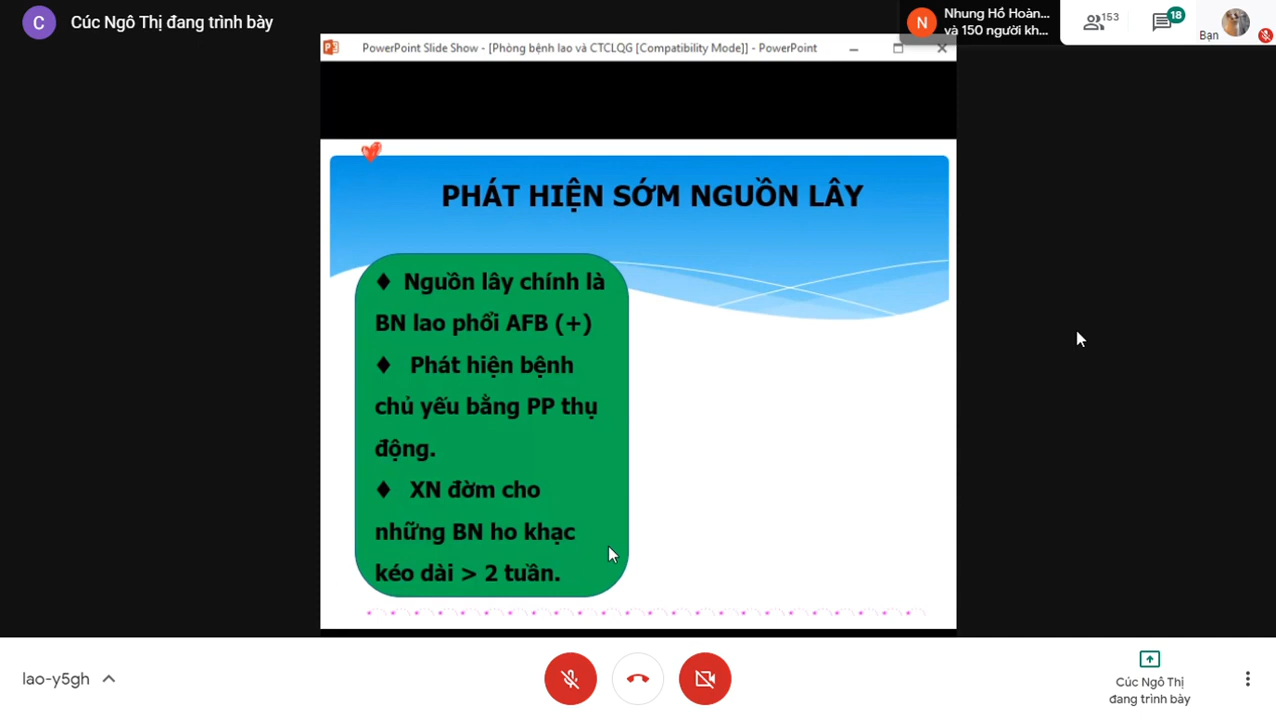 C
Cúc Ngô Thị đang trình bày
N
Nhung Hồ Hoàn...
và 150 người kh...
153
18
Bạn
PowerPoint Slide Show - [Phòng bệnh lao và CTCLQG [Compatibility Mode]] - PowerPoint
PHÁT HIỆN SỚM NGUỒN LÂY
♦ Nguồn lây chính là
BN lao phổi AFB (+)
♦ Phát hiện bệnh
chủ yếu bằng PP thụ
động.
♦ XN đờm cho
những BN ho khạc
kéo dài > 2 tuần.
lao-y5gh
Cúc Ngô Thị
đang trình bày